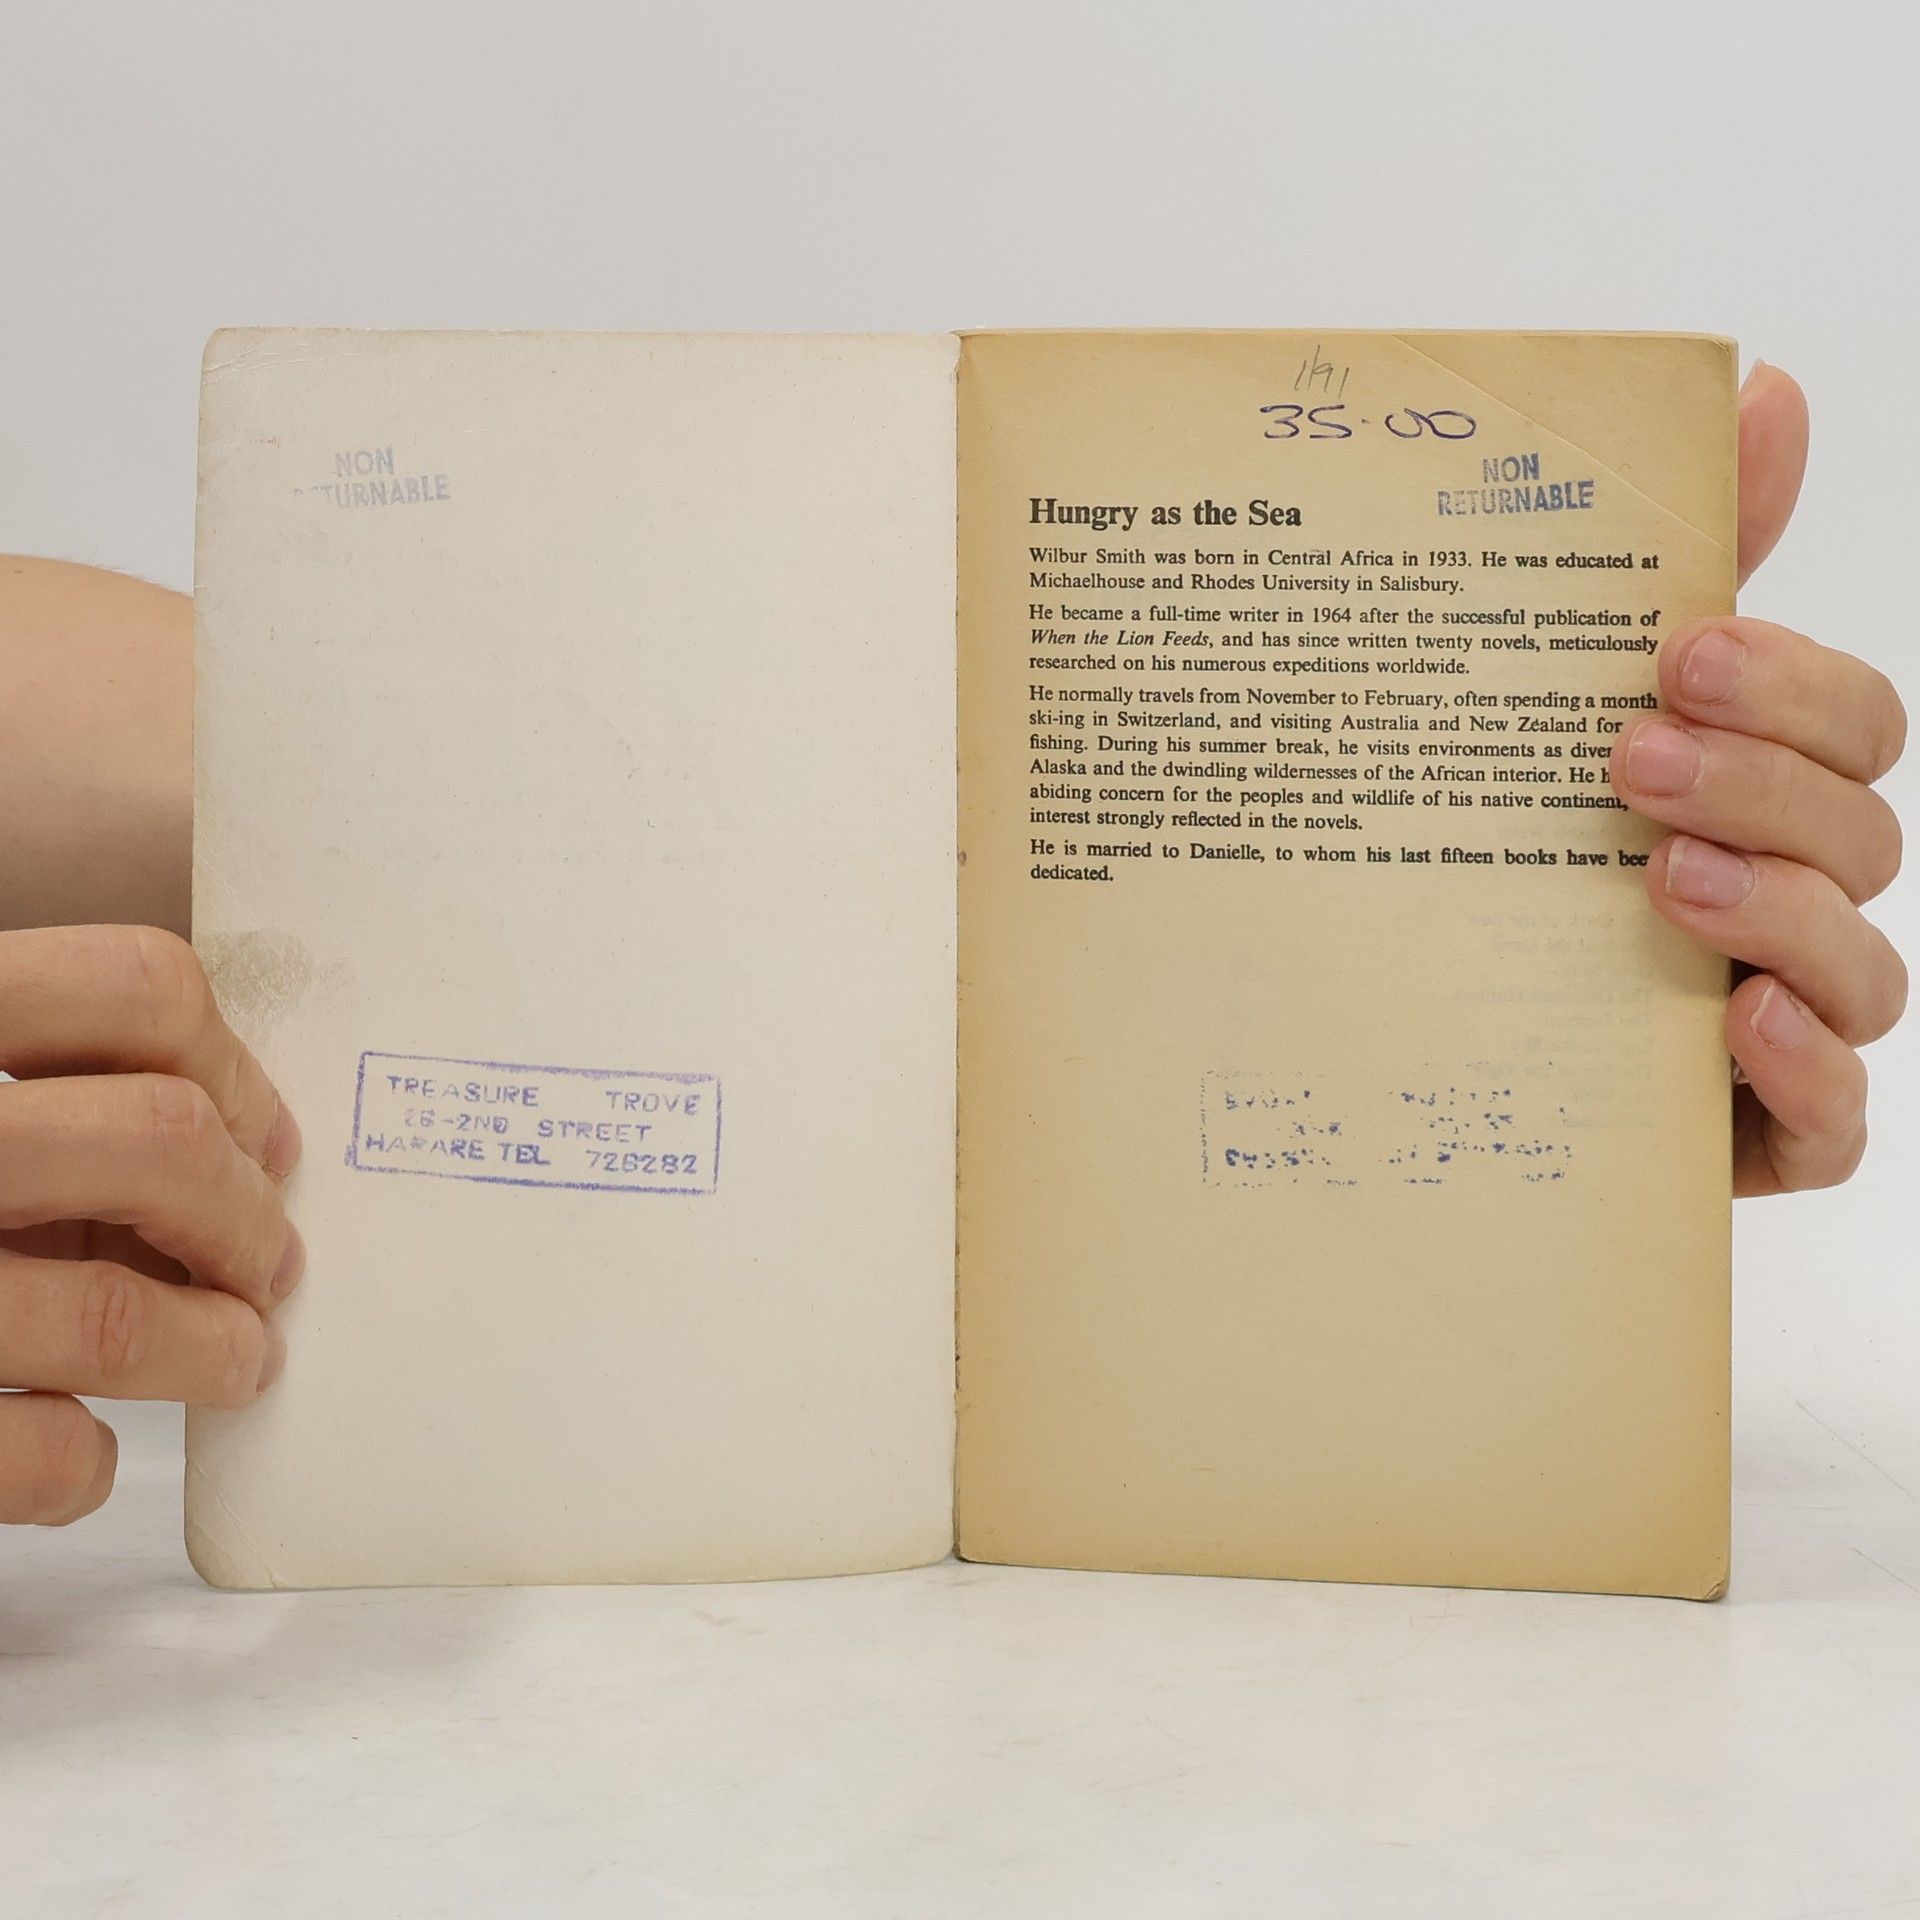 NON
TURNABLE
TREASURE TROVE
-2ND STREET
HARARE TEL 726282
1/91
35.00
NON
RETURNABLE
Hungry as the Sea
Wilbur Smith was born in Central Africa in 1933. He was educated at
Michaelhouse and Rhodes University in Salisbury.
He became a full-time writer in 1964 after the successful publication of
When the Lion Feeds, and has since written twenty novels, meticulously
researched on his numerous expeditions worldwide.
He normally travels from November to February, often spending a month
ski-ing in Switzerland, and visiting Australia and New Zealand for
fishing. During his summer break, he visits environments as
Alaska and the dwindling wildernesses of the African interior. He
abiding concern for the peoples and wildlife of his native continent,
interest strongly reflected in the novels.
He is married to Danielle, to whom his last fifteen books have been
dedicated.